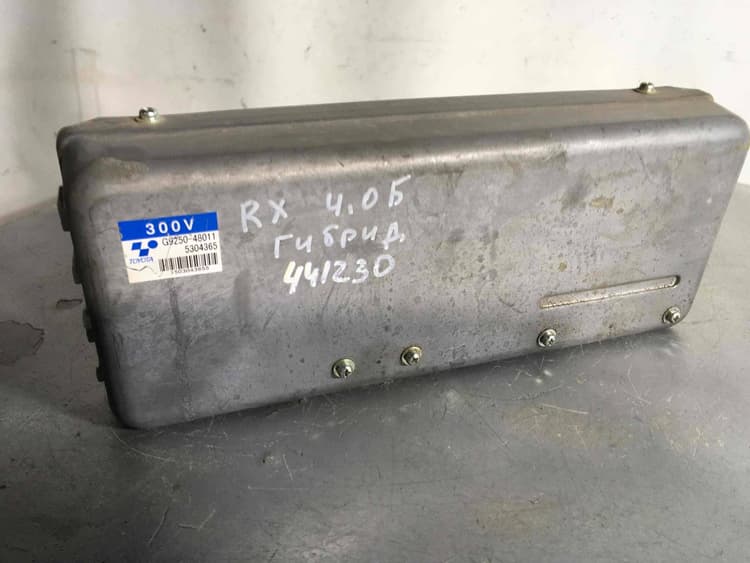 300V
G9250-48011
5304365
TOYOTA
RX 4.0Б
Гибрид
441230